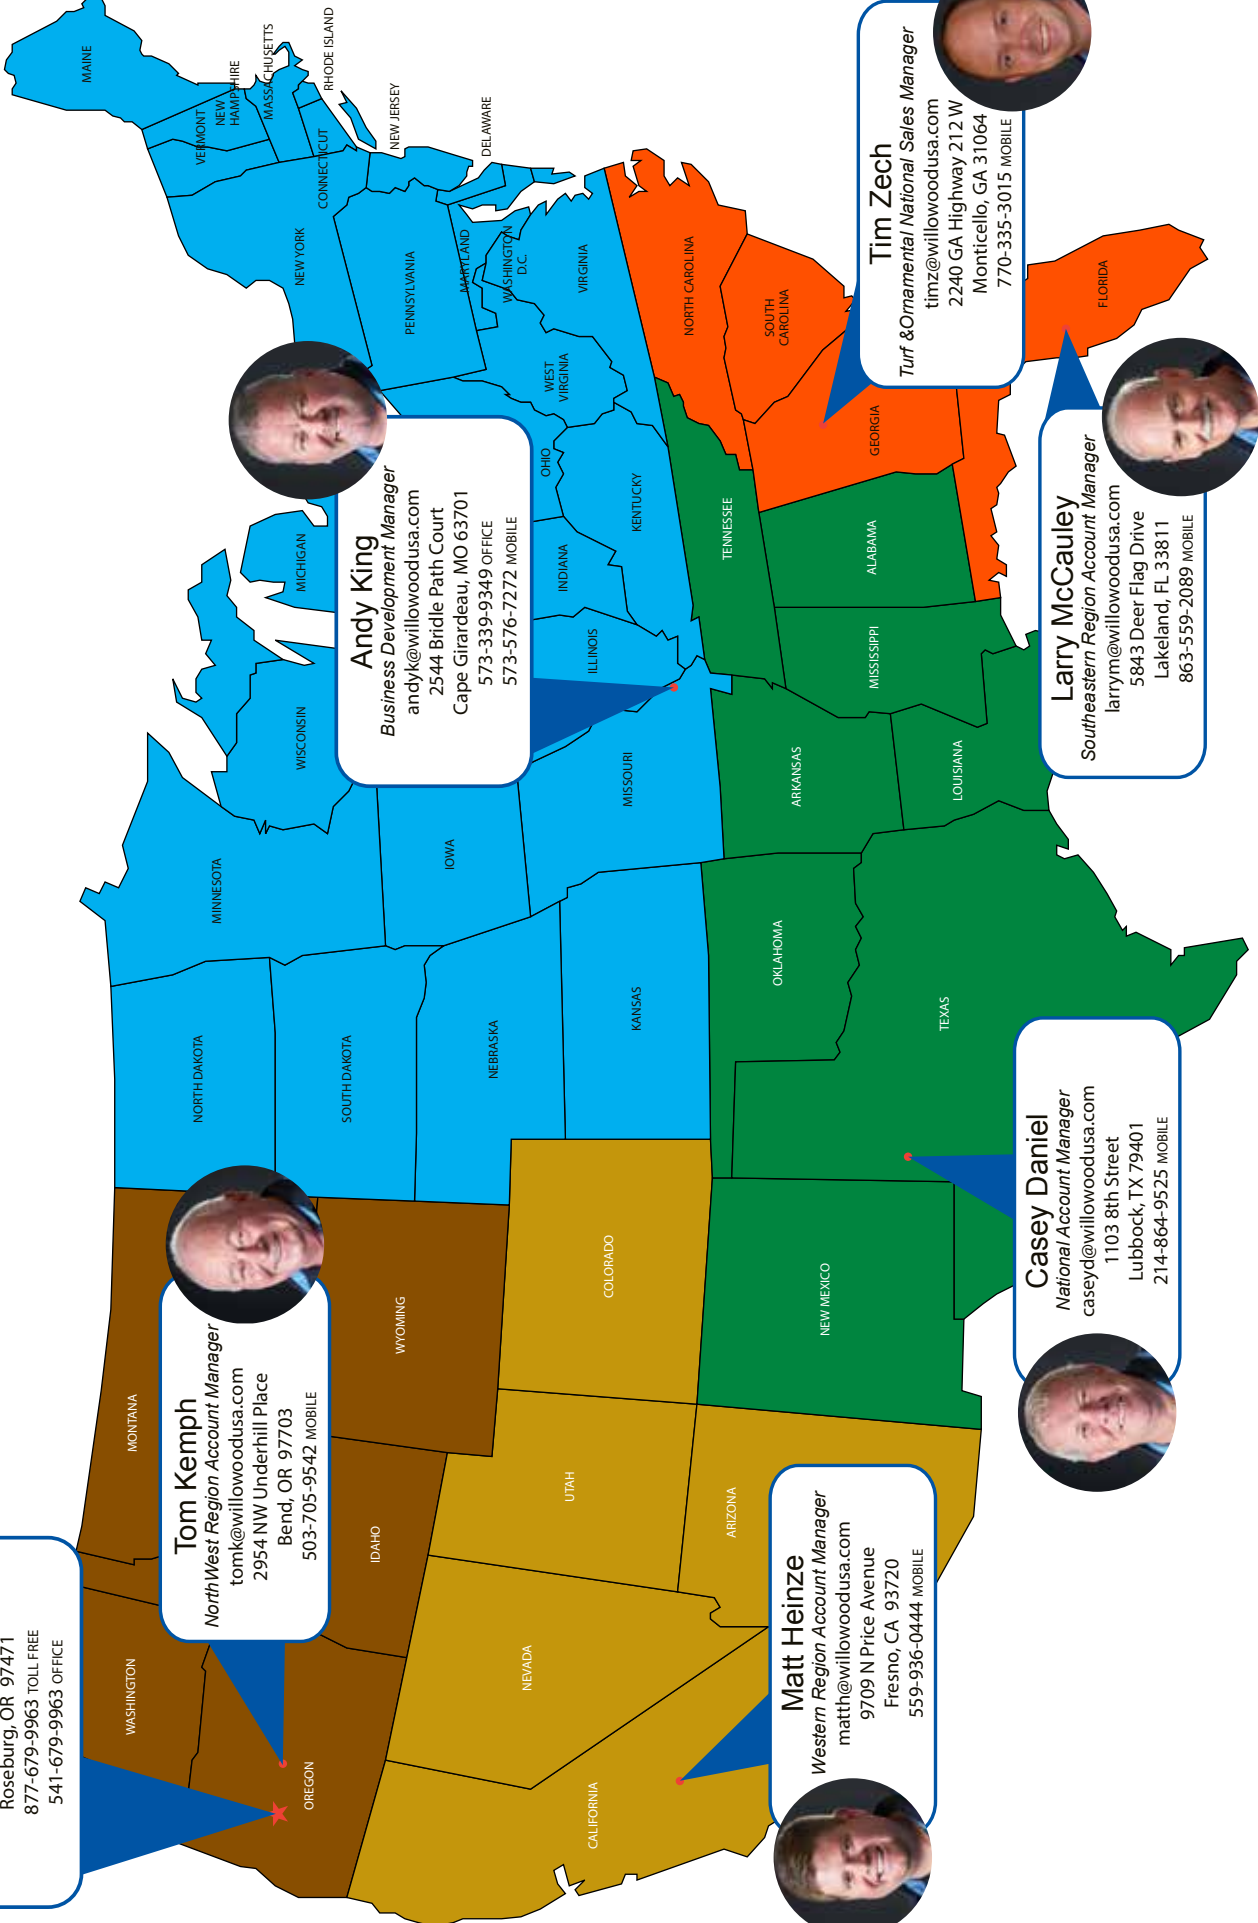 Roseburg, OR 97471
877-679-9963 TOLL FREE
541-679-9963 OFFICE
Tom Kemph
NorthWest Region Account Manager
tomk@willowoodusa.com
2954 NW Underhill Place
Bend, OR 97703
503-705-9542 MOBILE
Andy King
Business Development Manager
andyk@willowoodusa.com
2544 Bridle Path Court
Cape Girardeau, MO 63701
573-339-9349 OFFICE
573-576-7272 MOBILE
Matt Heinze
Western Region Account Manager
matth@willowoodusa.com
9709 N Price Avenue
Fresno, CA 93720
559-936-0444 MOBILE
Casey Daniel
National Account Manager
caseyd@willowoodusa.com
1103 8th Street
Lubbock, TX 79401
214-864-9525 MOBILE
Larry McCauley
Southeastern Region Account Manager
larrym@willowoodusa.com
5843 Deer Flag Drive
Lakeland, FL 33811
863-559-2089 MOBILE
Tim Zech
Turf &Ornamental National Sales Manager
timz@willowoodusa.com
2240 GA Highway 212 W
Monticello, GA 31064
770-335-3015 MOBILE
WASHINGTON
OREGON
MONTANA
IDAHO
WYOMING
CALIFORNIA
NEVADA
UTAH
ARIZONA
COLORADO
NEW MEXICO
NORTH DAKOTA
SOUTH DAKOTA
NEBRASKA
KANSAS
OKLAHOMA
TEXAS
MINNESOTA
IOWA
MISSOURI
ARKANSAS
LOUISIANA
WISCONSIN
ILLINOIS
MICHIGAN
INDIANA
OHIO
KENTUCKY
TENNESSEE
MISSISSIPPI
ALABAMA
GEORGIA
FLORIDA
SOUTH
CAROLINA
NORTH CAROLINA
VIRGINIA
WEST
VIRGINIA
WASHINGTON
D.C.
MARYLAND
DELAWARE
PENNSYLVANIA
NEW JERSEY
NEW YORK
CONNECTICUT
RHODE ISLAND
MASSACHUSETTS
VERMONT
NEW
HAMPSHIRE
MAINE